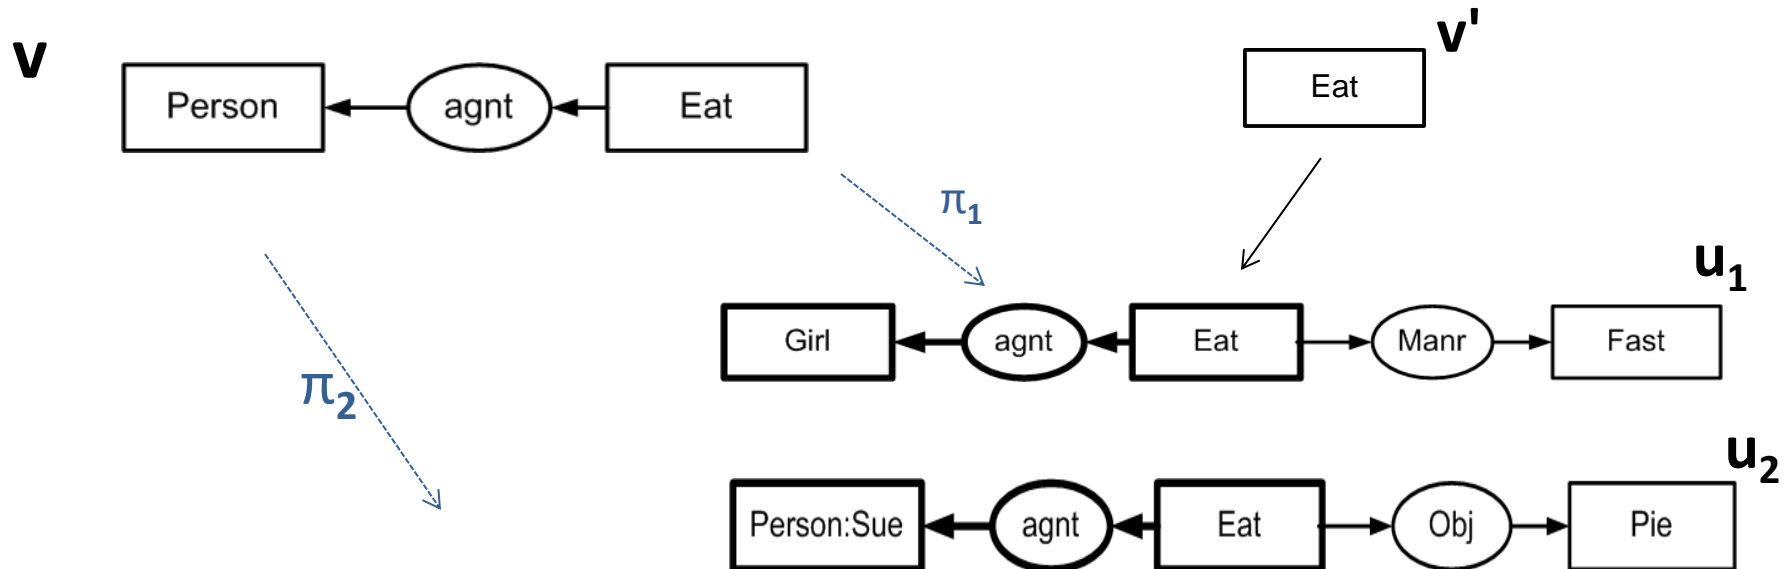 v
Person agnt Eat
v'
Eat
π1
π2
u1
Girl agnt Eat Manr Fast
u2
Person:Sue agnt Eat Obj Pie